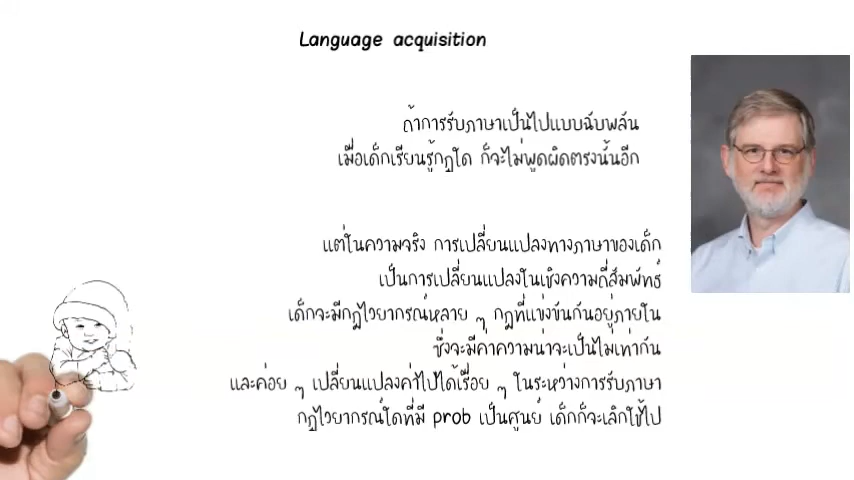 Language acquisition
ถ้าการรับภาษาเป็นไปแบบฉับพลัน
เมื่อเด็กเรียนรู้กฎใด ก็จะไม่พูดผิดตรงนั้นอีก
แต่ในความจริง การเปลี่ยนแปลงทางภาษาของเด็ก
เป็นการเปลี่ยนแปลงในเชิงความถี่สัมพัทธ์
เด็กจะมีกฎไวยากรณ์หลาย ๆ กฎที่แข่งขันกันอยู่ภายใน
ซึ่งจะมีค่าความน่าจะเป็นไม่เท่ากัน
และค่อย ๆ เปลี่ยนแปลงค่าไปได้เรื่อย ๆ ในระหว่างการรับภาษา
กฎไวยากรณ์ใดที่มี prob เป็นศูนย์ เด็กก็จะเลิกใช้ไป